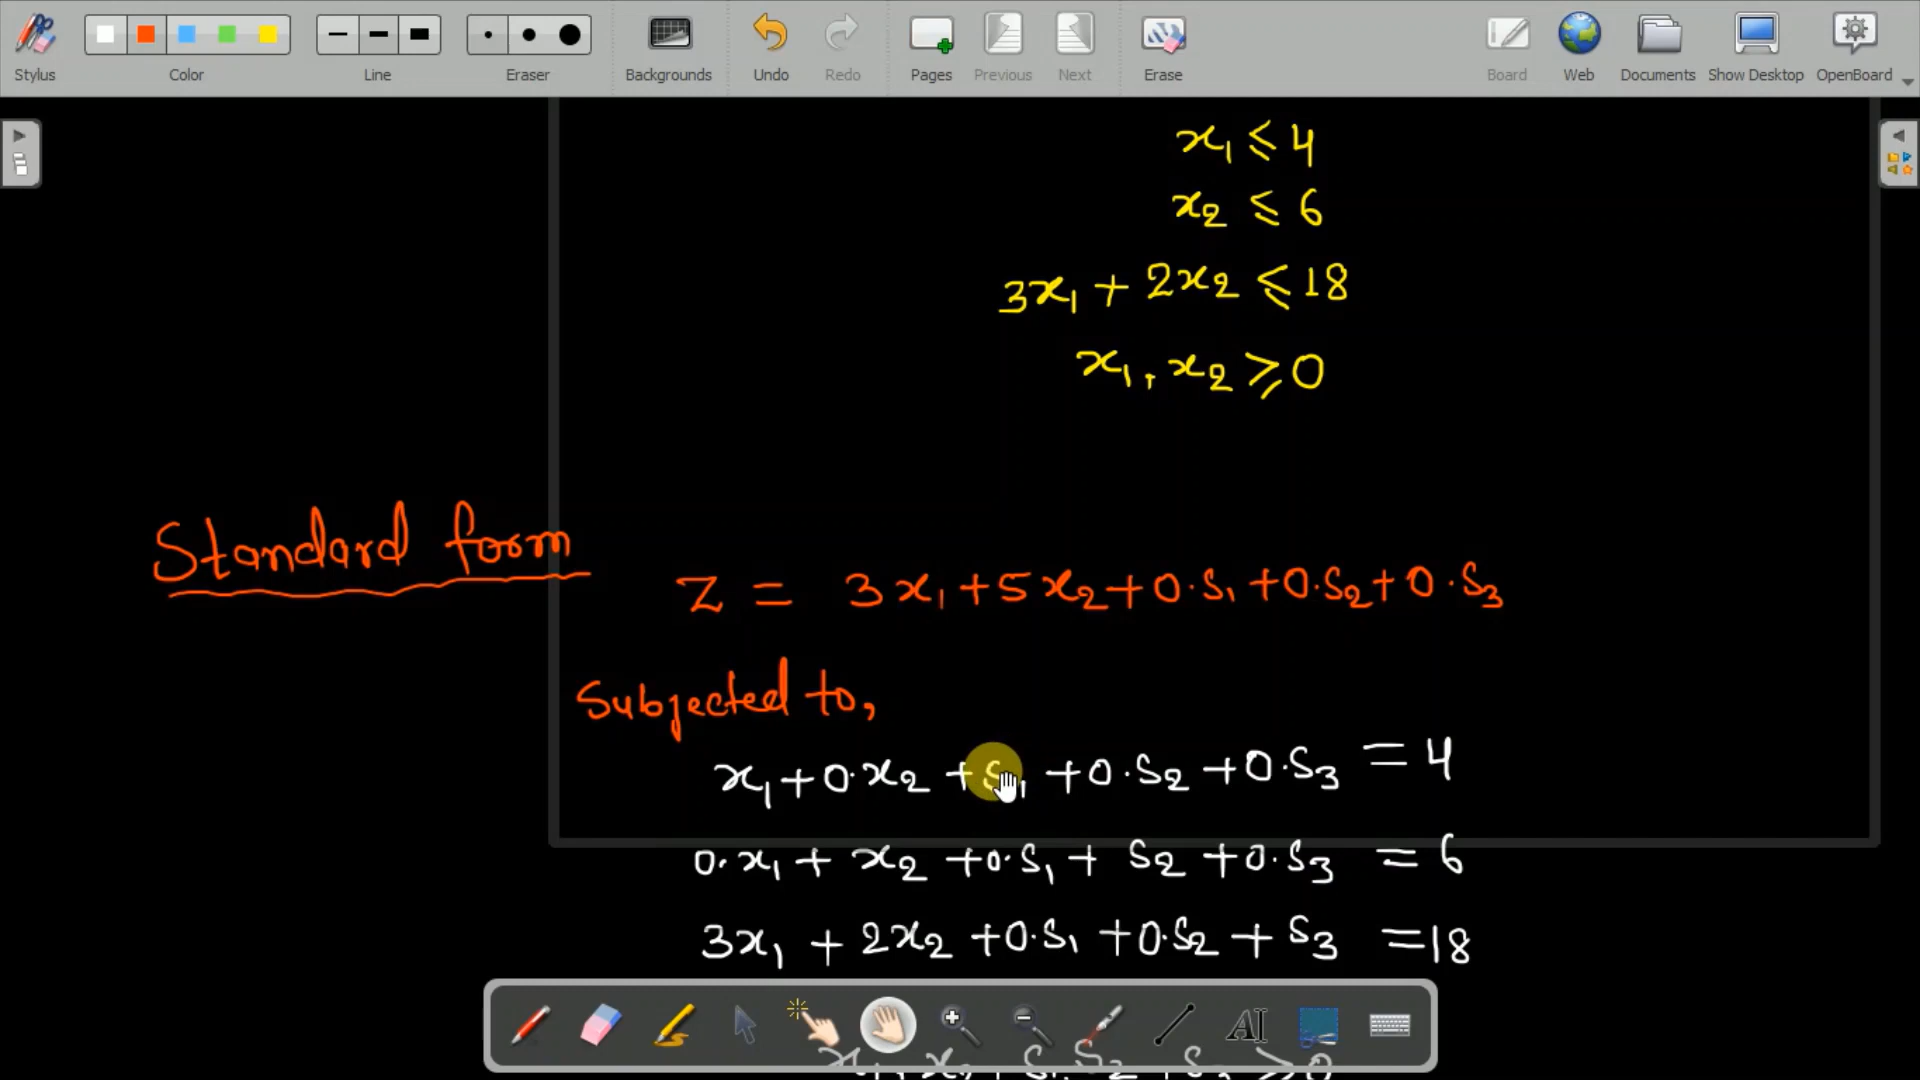 Stylus Color Line Eraser Backgrounds Undo Redo Pages Previous Next Erase Board Web Documents Show Desktop OpenBoard
x₁ ⩽ 4
x₂ ⩽ 6
3x₁ + 2x₂ ⩽ 18
x₁, x₂ ⩾ 0
Standard form
Z = 3x₁ + 5x₂ + 0·S₁ + 0·S₂ + 0·S₃
Subjected to,
x₁ + 0·x₂ + S₁ + 0·S₂ + 0·S₃ = 4
0·x₁ + x₂ + 0·S₁ + S₂ + 0·S₃ = 6
3x₁ + 2x₂ + 0·S₁ + 0·S₂ + S₃ = 18
AI